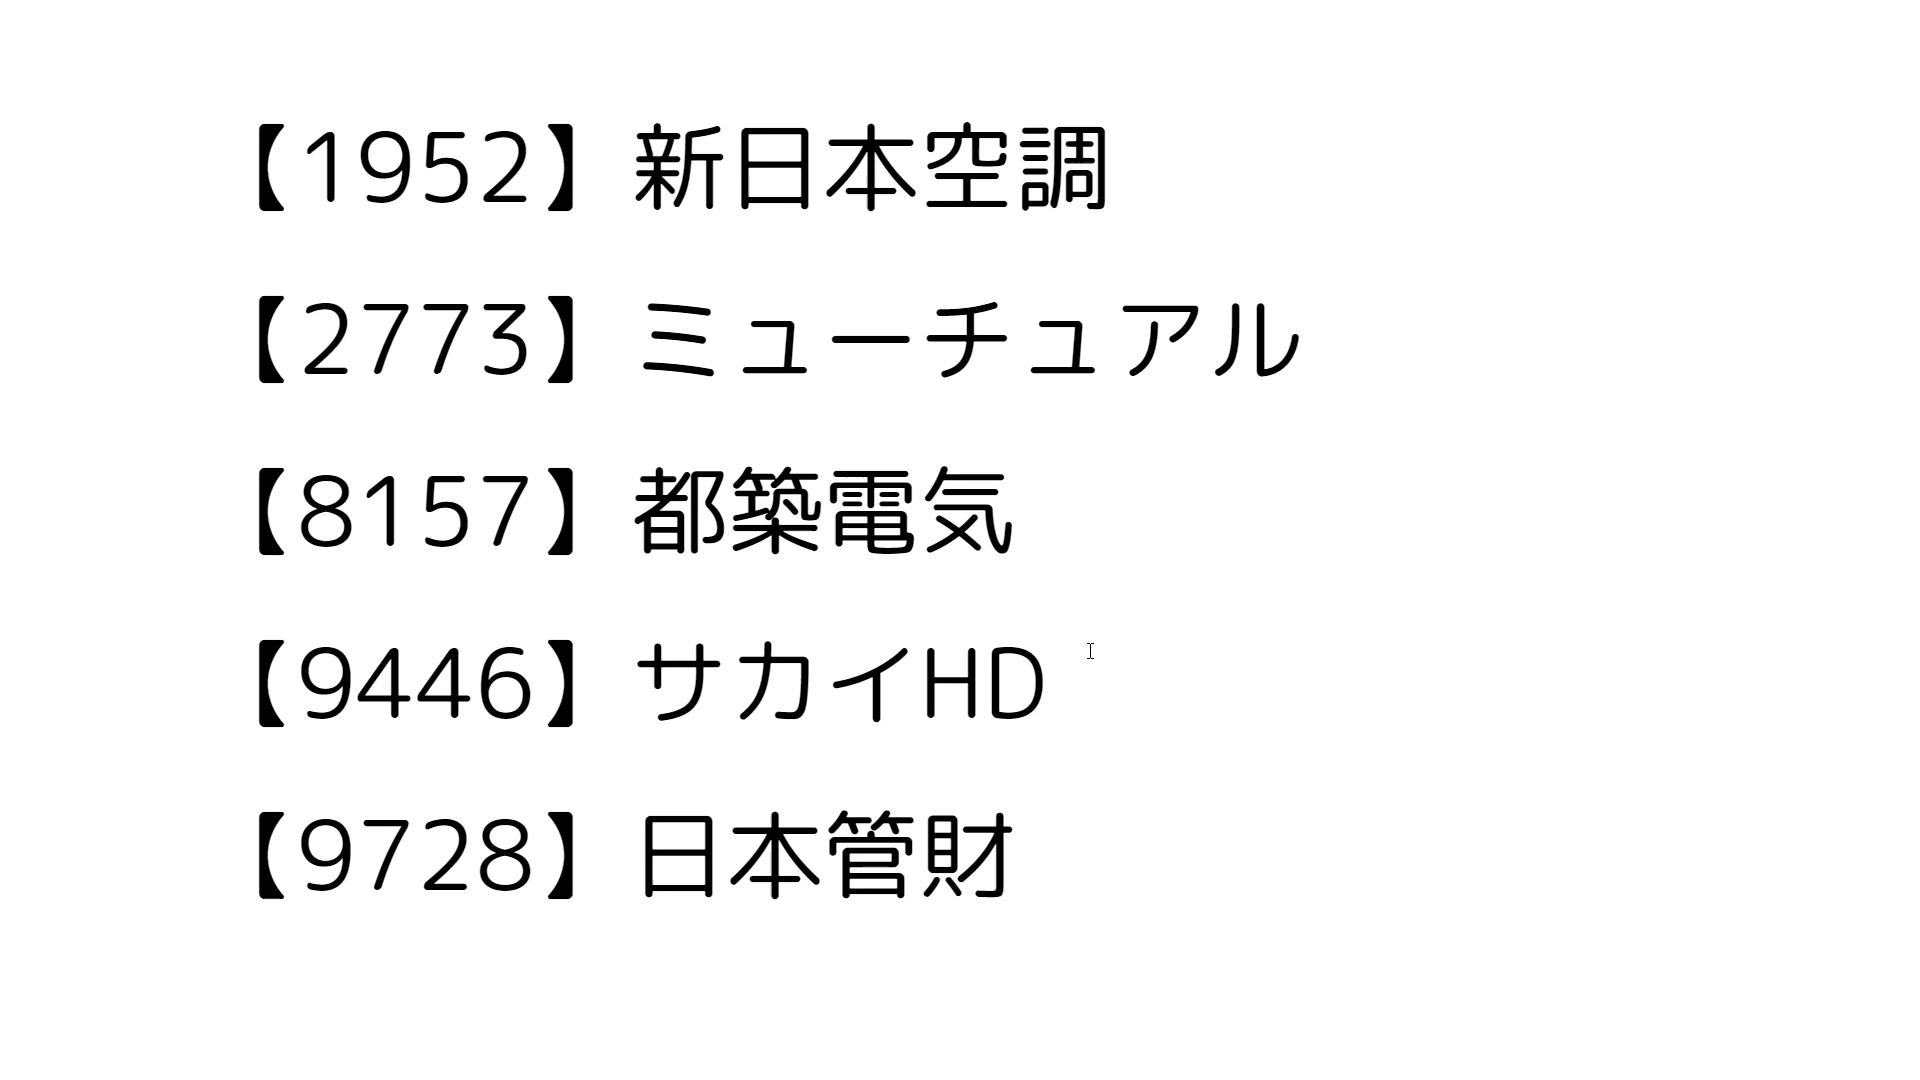 【1952】新日本空調
【2773】ミューチュアル
【8157】都築電気
【9446】サカイHD
【9728】日本管財